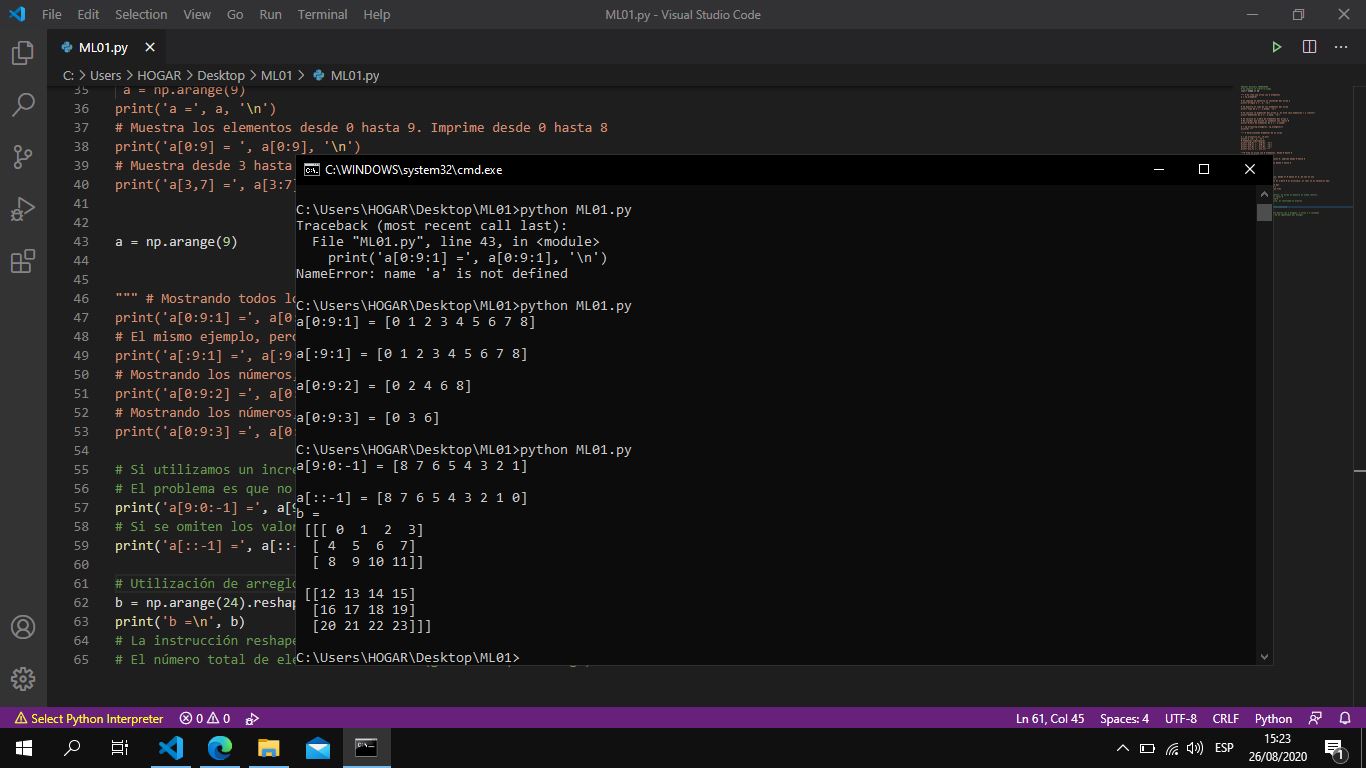 File Edit Selection View Go Run Terminal Help
ML01.py - Visual Studio Code
ML01.py
C: > Users > HOGAR > Desktop > ML01 > ML01.py
35 a = np.arange(9)
36 print('a =', a, '\n')
37 # Muestra los elementos desde 0 hasta 9. Imprime desde 0 hasta 8
38 print('a[0:9] = ', a[0:9], '\n')
39 # Muestra desde 3 hasta
40 print('a[3,7] =', a[3:7]
41
42
43 a = np.arange(9)
44
45
46 """ # Mostrando todos lo
47 print('a[0:9:1] =', a[0
48 # El mismo ejemplo, pero
49 print('a[:9:1] =', a[:9
50 # Mostrando los números
51 print('a[0:9:2] =', a[0
52 # Mostrando los números
53 print('a[0:9:3] =', a[0
54
55 # Si utilizamos un incre
56 # El problema es que no
57 print('a[9:0:-1] =', a[9
58 # Si se omiten los valor
59 print('a[::-1] =', a[::-
60
61 # Utilización de arreglo
62 b = np.arange(24).reshap
63 print('b =\n', b)
64 # La instrucción reshape
65 # El número total de ele
C:\WINDOWS\system32\cmd.exe
C:\Users\HOGAR\Desktop\ML01>python ML01.py
Traceback (most recent call last):
File "ML01.py", line 43, in <module>
print('a[0:9:1] =', a[0:9:1], '\n')
NameError: name 'a' is not defined
C:\Users\HOGAR\Desktop\ML01>python ML01.py
a[0:9:1] = [0 1 2 3 4 5 6 7 8]
a[:9:1] = [0 1 2 3 4 5 6 7 8]
a[0:9:2] = [0 2 4 6 8]
a[0:9:3] = [0 3 6]
C:\Users\HOGAR\Desktop\ML01>python ML01.py
a[9:0:-1] = [8 7 6 5 4 3 2 1]
a[::-1] = [8 7 6 5 4 3 2 1 0]
b =
[[[ 0 1 2 3]
[ 4 5 6 7]
[ 8 9 10 11]]
[[12 13 14 15]
[16 17 18 19]
[20 21 22 23]]]
C:\Users\HOGAR\Desktop\ML01>
Select Python Interpreter 0 0 Ln 61, Col 45 Spaces: 4 UTF-8 CRLF Python
ESP 15:23
26/08/2020
1